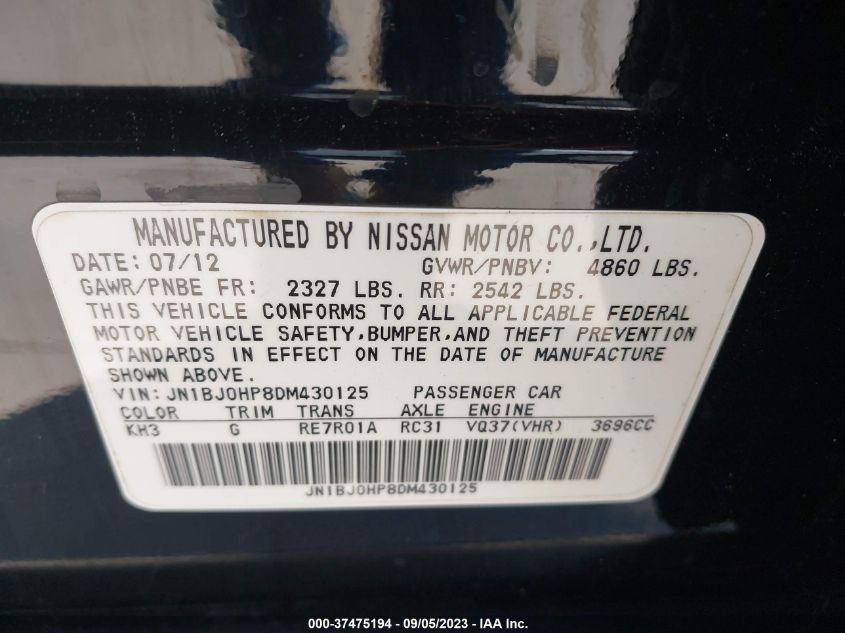 MANUFACTURED BY NISSAN MOTOR CO.,LTD.
DATE: 07/12 GVWR/PNBV: 4860 LBS.
GAWR/PNBE FR: 2327 LBS. RR: 2542 LBS.
THIS VEHICLE CONFORMS TO ALL APPLICABLE FEDERAL
MOTOR VEHICLE SAFETY,BUMPER,AND THEFT PREVENTION
STANDARDS IN EFFECT ON THE DATE OF MANUFACTURE
SHOWN ABOVE.
VIN: JN1BJ0HP8DM430125 PASSENGER CAR
COLOR TRIM TRANS AXLE ENGINE
KH3 G RE7R01A RC31 VQ37(VHR) 3696CC
JN1BJ0HP8DM430125
000-37475194 - 09/05/2023 - IAA Inc.